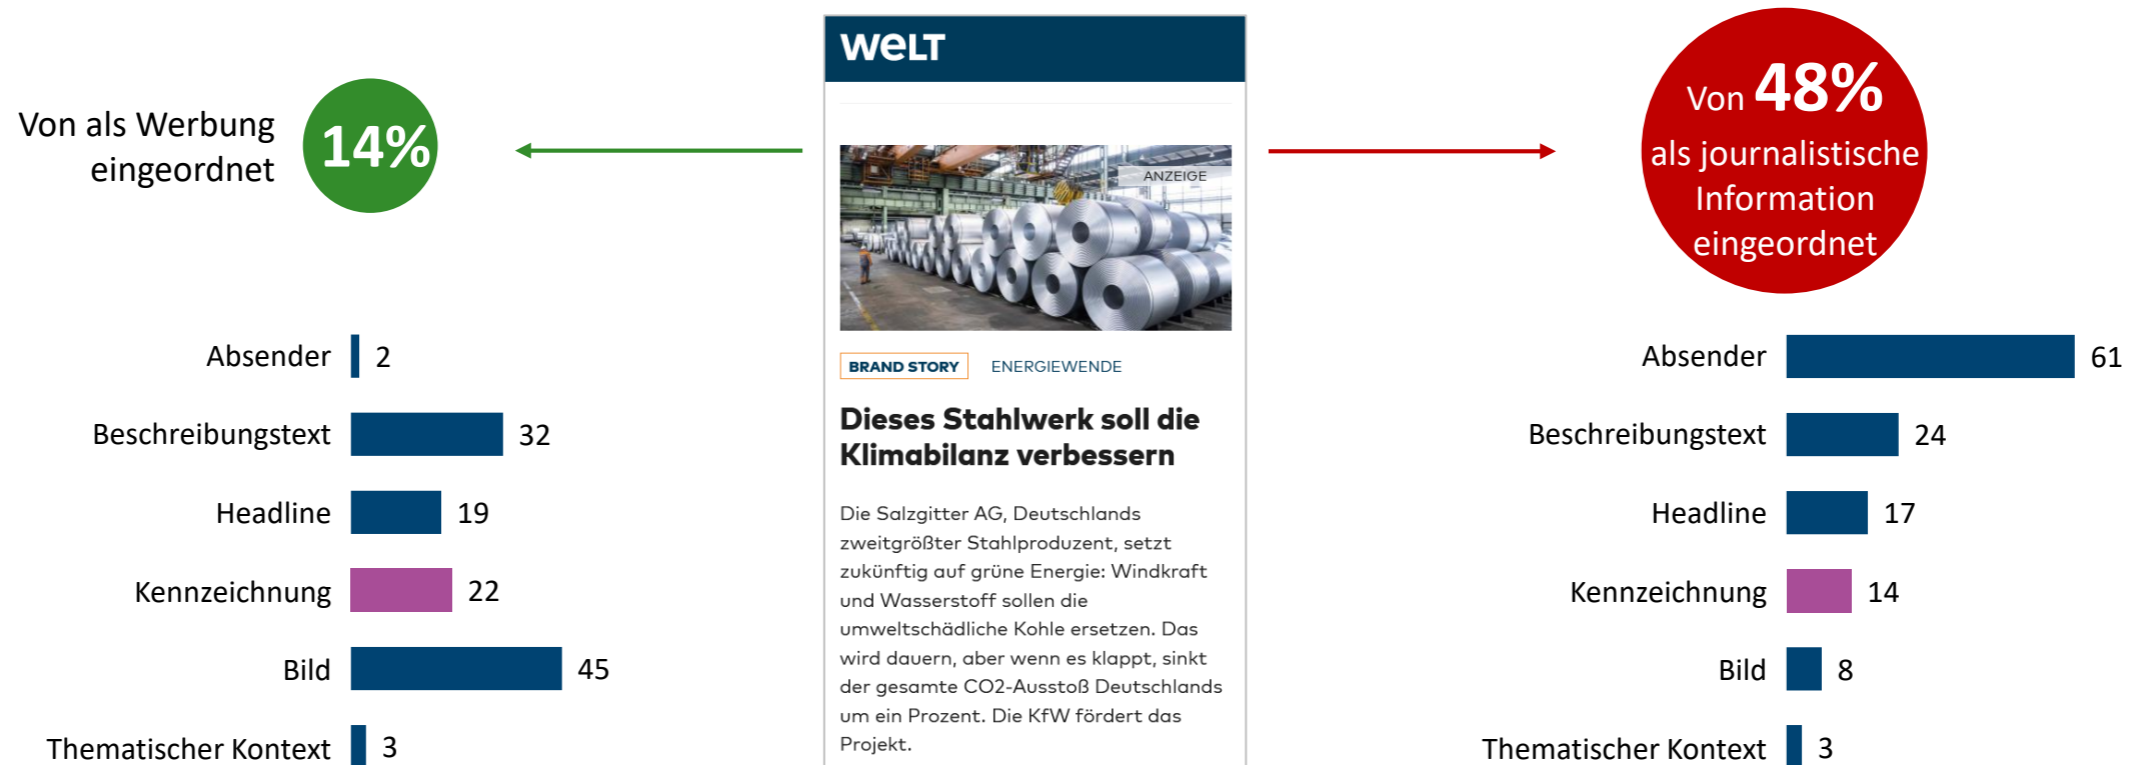 Von als Werbung
eingeordnet
14%
Absender 2
Beschreibungstext 32
Headline 19
Kennzeichnung 22
Bild 45
Thematischer Kontext 3
WELT
ANZEIGE
BRAND STORY ENERGIEWENDE
Dieses Stahlwerk soll die
Klimabilanz verbessern
Die Salzgitter AG, Deutschlands
zweitgrößter Stahlproduzent, setzt
zukünftig auf grüne Energie: Windkraft
und Wasserstoff sollen die
umweltschädliche Kohle ersetzen. Das
wird dauern, aber wenn es klappt, sinkt
der gesamte CO2-Ausstoß Deutschlands
um ein Prozent. Die KfW fördert das
Projekt.
Von 48%
als journalistische
Information
eingeordnet
Absender 61
Beschreibungstext 24
Headline 17
Kennzeichnung 14
Bild 8
Thematischer Kontext 3